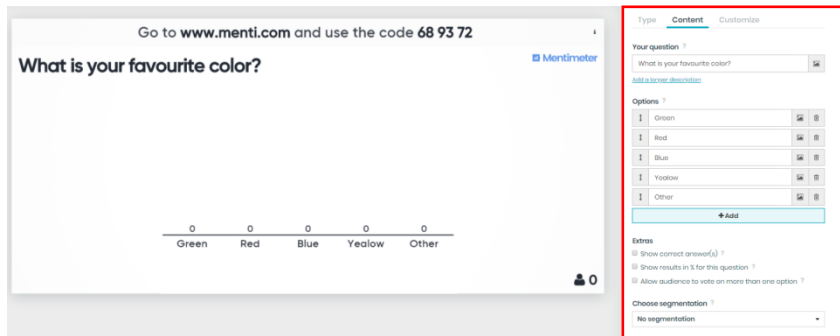 Go to www.menti.com and use the code 68 93 72
What is your favourite color?
Mentimeter
0 0 0 0 0
Green Red Blue Yealow Other
0
Type Content Customize
Your question ?
What is your favourite color?
Add a longer description
Options ?
Green
Red
Blue
Yealow
Other
+Add
Extras
Show correct answer(s) ?
Show results in % for this question ?
Allow audience to vote on more than one option ?
Choose segmentation ?
No segmentation